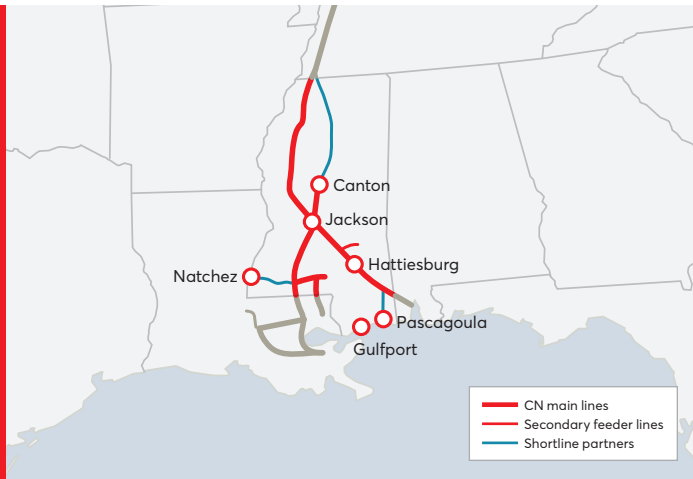 Canton
Jackson
Hattiesburg
Natchez
Pascagoula
Gulfport
CN main lines
Secondary feeder lines
Shortline partners